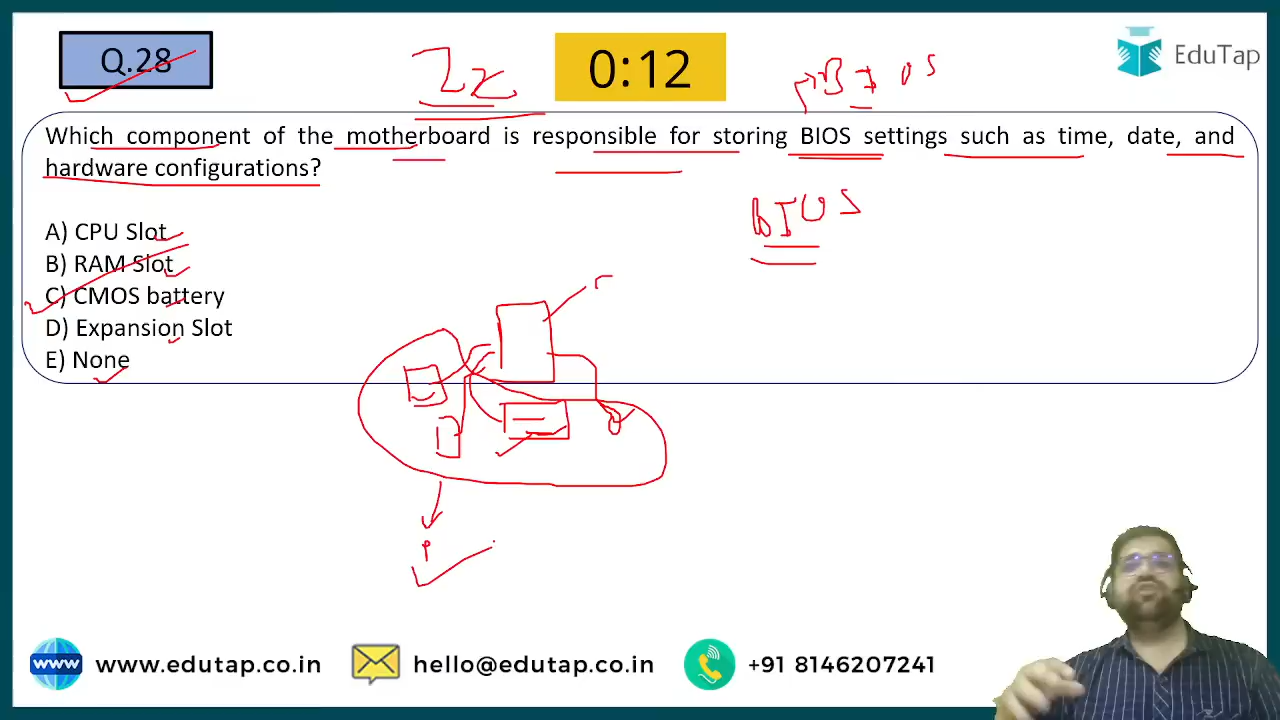 Q.28
0:12
EduTap
BIOS
Which component of the motherboard is responsible for storing BIOS settings such as time, date, and
hardware configurations?
BIOS
A) CPU Slot
B) RAM Slot
C) CMOS battery
D) Expansion Slot
E) None
www www.edutap.co.in
hello@edutap.co.in
+91 8146207241